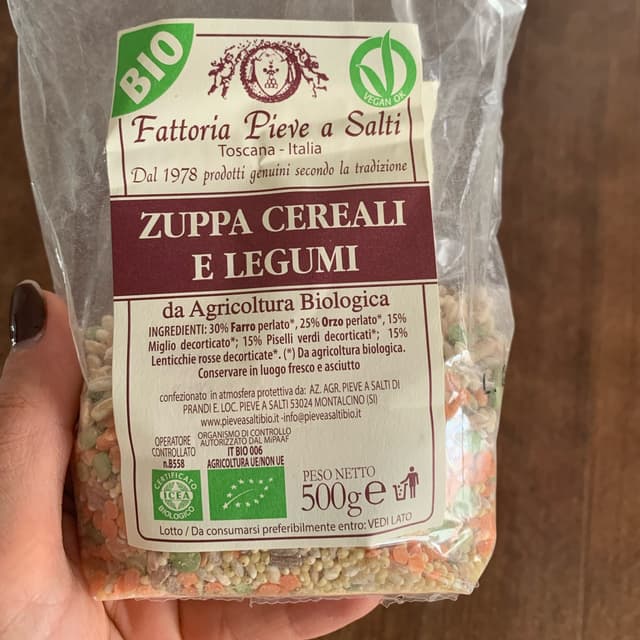 BIO
VEGAN OK
Fattoria Pieve a Salti
Toscana - Italia
Dal 1978 prodotti genuini secondo la tradizione
ZUPPA CEREALI
E LEGUMI
da Agricoltura Biologica
INGREDIENTI: 30% Farro perlato*, 25% Orzo perlato*, 15%
Miglio decorticato*; 15% Piselli verdi decorticati*; 15%
Lenticchie rosse decorticate*. (*) Da agricoltura biologica.
Conservare in luogo fresco e asciutto
confezionato in atmosfera protettiva da: AZ. AGR. PIEVE A SALTI DI
PRANDI E. LOC. PIEVE A SALTI 53024 MONTALCINO (SI)
www.pieveasaltibio.it -info@pieveasaltibio.it
OPERATORE
CONTROLLATO
n.B558
ORGANISMO DI CONTROLLO
AUTORIZZATO DAL MiPAAF
IT BIO 006
AGRICOLTURA UE/NON UE
CERTIFICATO
ICEA
BIOLOGICO
PESO NETTO
500g e
Lotto / Da consumarsi preferibilmente entro: VEDI LATO